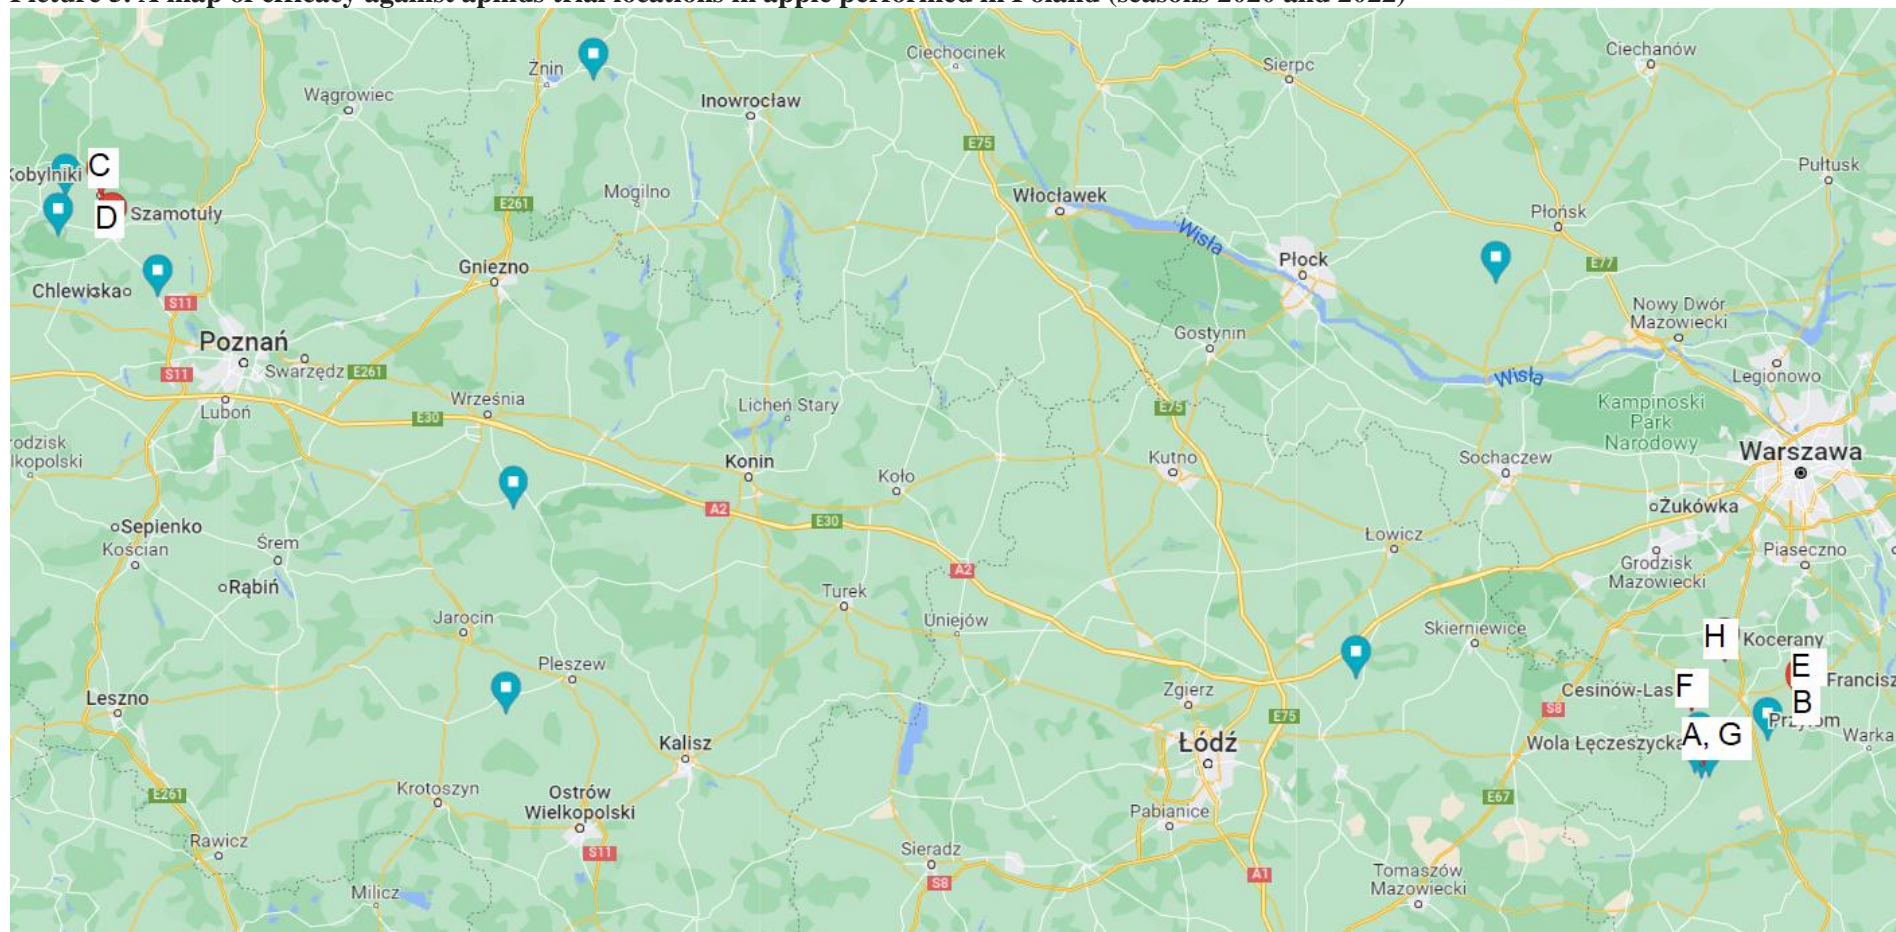 Picture 3. A map of efficacy against aphids trial locations in apple performed in Poland (seasons 2020 and 2022)
Ciechocinek
Ciechanów
Żnin
Sierpc
Wągrowiec
Inowrocław
E75
C
Kobylniki
Pułtusk
Mogilno
E261
Włocławek
D
Szamotuły
Płońsk
Wisła
Płock
E77
Gniezno
Chlewiska
S11
Nowy Dwór
Mazowiecki
Gostynin
Poznań
Swarzędz
E261
S11
Wisła
Legionowo
Września
Luboń
E30
Licheń Stary
E75
Kampinoski
Park
Narodowy
rodzisk
lkopolski
Warszawa
Konin
Koło
Kutno
Sochaczew
A2
Żukówka
Sepienko
E30
Kościan
Śrem
Łowicz
Piaseczno
Grodzisk
Mazowiecki
A2
Rąbiń
Turek
Jarocin
Uniejów
Skierniewice
H
Kocerany
Pleszew
E
Francisz
Zgierz
Cesinów-Las
F
Leszno
B
S8
E75
Przylom
Kalisz
Łódź
Wola Łęczeszycka
A, G
Warka
Krotoszyn
E261
Ostrów
Wielkopolski
E67
Pabianice
Rawicz
S11
Sieradz
S8
A1
Tomaszów
Mazowiecki
Milicz